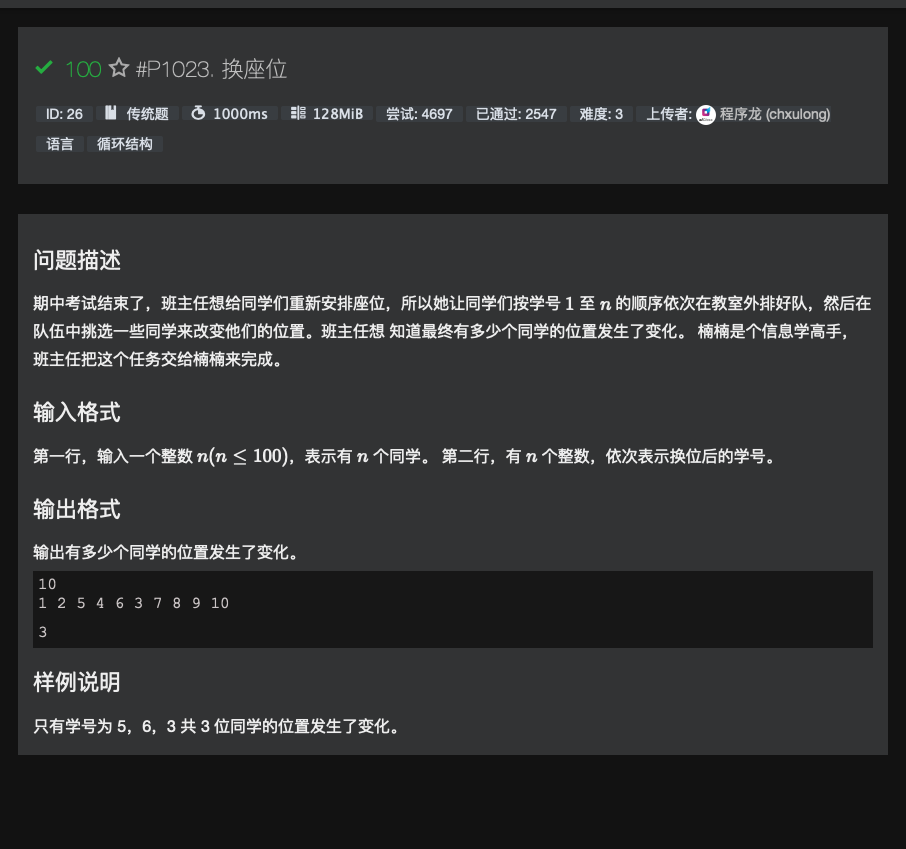 100 #P1023. 换座位
ID: 26 传统题 1000ms 128MiB 尝试: 4697 已通过: 2547 难度: 3 上传者: 程序龙 (chxulong)
语言 循环结构
问题描述
期中考试结束了，班主任想给同学们重新安排座位，所以她让同学们按学号 1 至 n 的顺序依次在教室外排好队，然后在
队伍中挑选一些同学来改变他们的位置。班主任想 知道最终有多少个同学的位置发生了变化。 楠楠是个信息学高手，
班主任把这个任务交给楠楠来完成。
输入格式
第一行，输入一个整数 n(n ≤ 100)，表示有 n 个同学。 第二行，有 n 个整数，依次表示换位后的学号。
输出格式
输出有多少个同学的位置发生了变化。
10
1 2 5 4 6 3 7 8 9 10
3
样例说明
只有学号为 5，6，3 共 3 位同学的位置发生了变化。